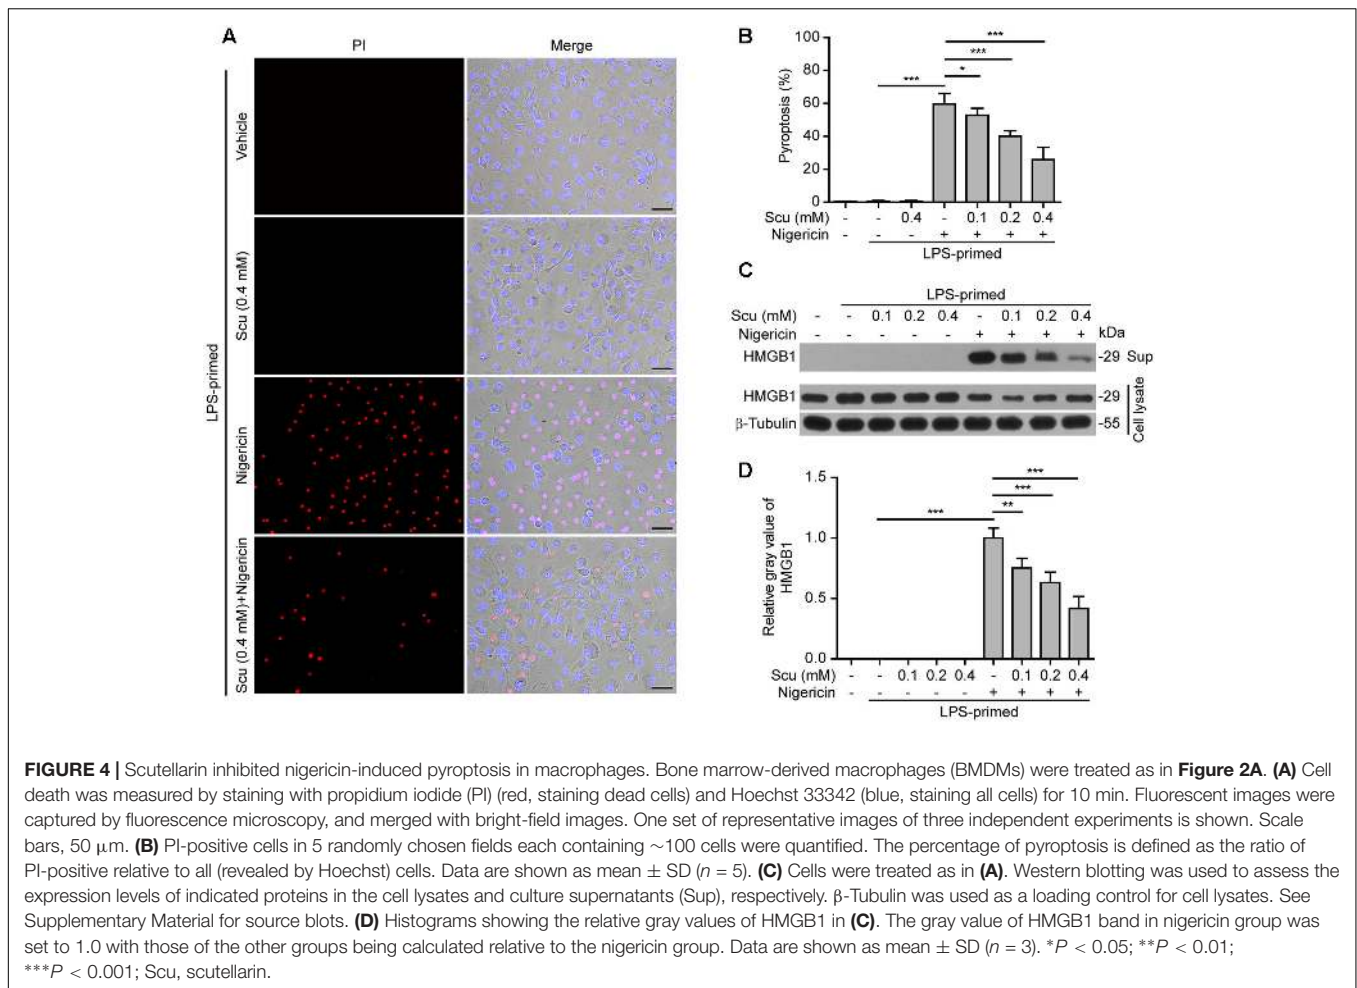 A
PI Merge
LPS-primed
Vehicle
Scu (0.4 mM)
Nigericin
Scu (0.4 mM)+Nigericin
B
Pyroptosis (%)
100
80
60
40
20
0
Scu (mM) - - 0.4 - 0.1 0.2 0.4
Nigericin - - - + + + +
LPS-primed
*** * *** ***
C
LPS-primed
Scu (mM) - - 0.1 0.2 0.4 - 0.1 0.2 0.4
Nigericin - - - - - + + + + kDa
HMGB1 -29 Sup
HMGB1 -29
β-Tubulin -55
Cell lysate
D
Relative gray value of
HMGB1
1.5
1.0
0.5
0.0
*** ** *** ***
Scu (mM) - - 0.1 0.2 0.4 - 0.1 0.2 0.4
Nigericin - - - - - + + + +
LPS-primed
FIGURE 4 | Scutellarin inhibited nigericin-induced pyroptosis in macrophages. Bone marrow-derived macrophages (BMDMs) were treated as in Figure 2A. (A) Cell
death was measured by staining with propidium iodide (PI) (red, staining dead cells) and Hoechst 33342 (blue, staining all cells) for 10 min. Fluorescent images were
captured by fluorescence microscopy, and merged with bright-field images. One set of representative images of three independent experiments is shown. Scale
bars, 50 μm. (B) PI-positive cells in 5 randomly chosen fields each containing ~100 cells were quantified. The percentage of pyroptosis is defined as the ratio of
PI-positive relative to all (revealed by Hoechst) cells. Data are shown as mean ± SD (n = 5). (C) Cells were treated as in (A). Western blotting was used to assess the
expression levels of indicated proteins in the cell lysates and culture supernatants (Sup), respectively. β-Tubulin was used as a loading control for cell lysates. See
Supplementary Material for source blots. (D) Histograms showing the relative gray values of HMGB1 in (C). The gray value of HMGB1 band in nigericin group was
set to 1.0 with those of the other groups being calculated relative to the nigericin group. Data are shown as mean ± SD (n = 3). *P < 0.05; **P < 0.01;
***P < 0.001; Scu, scutellarin.